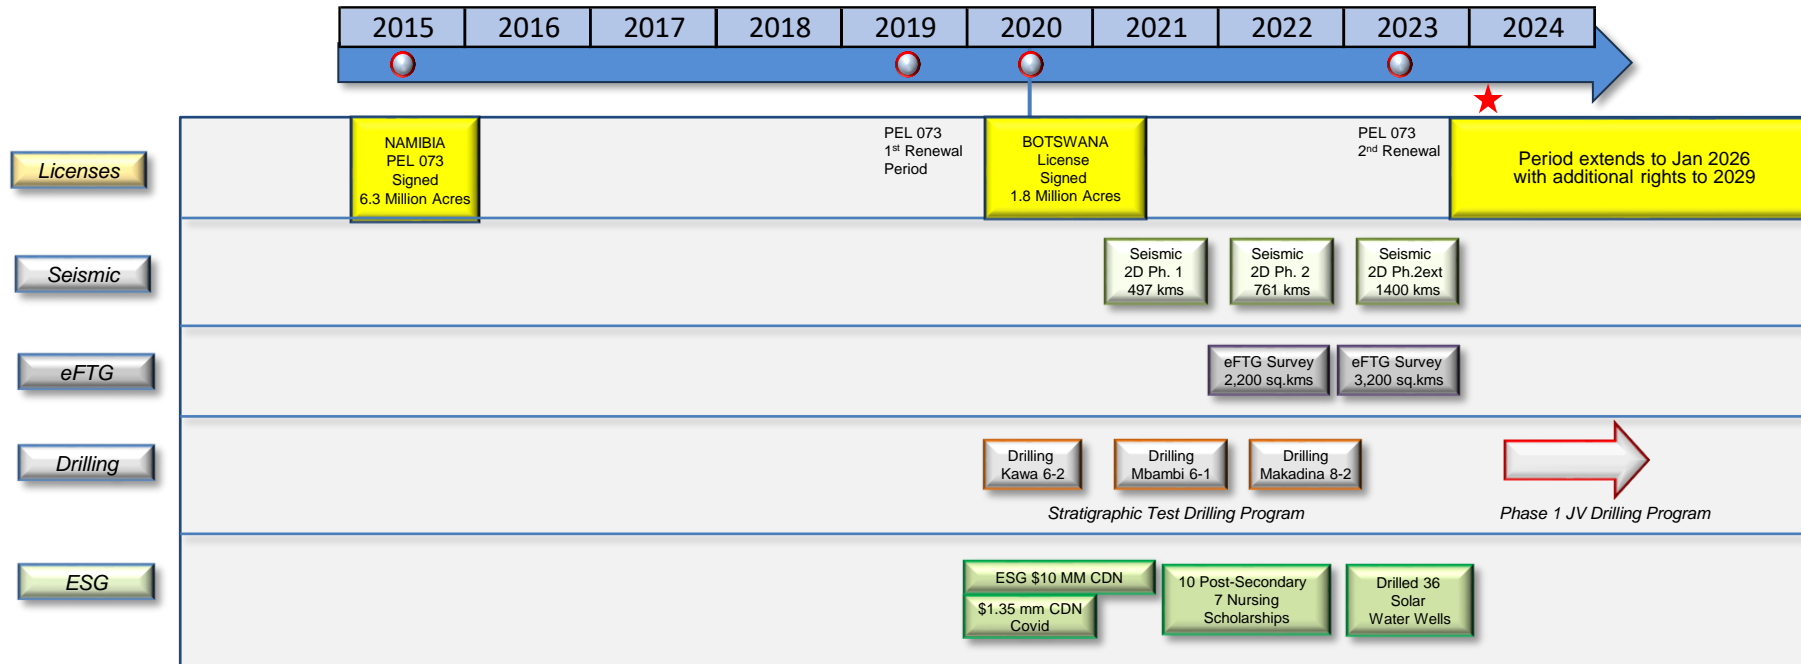 2015 2016 2017 2018 2019 2020 2021 2022 2023 2024
Licenses
NAMIBIA
PEL 073
Signed
6.3 Million Acres
PEL 073
1st Renewal
Period
BOTSWANA
License
Signed
1.8 Million Acres
PEL 073
2nd Renewal
Period extends to Jan 2026
with additional rights to 2029
Seismic
Seismic
2D Ph. 1
497 kms
Seismic
2D Ph. 2
761 kms
Seismic
2D Ph.2ext
1400 kms
eFTG
eFTG Survey
2,200 sq.kms
eFTG Survey
3,200 sq.kms
Drilling
Drilling
Kawa 6-2
Drilling
Mbambi 6-1
Drilling
Makadina 8-2
Stratigraphic Test Drilling Program
Phase 1 JV Drilling Program
ESG
ESG $10 MM CDN
$1.35 mm CDN
Covid
10 Post-Secondary
7 Nursing
Scholarships
Drilled 36
Solar
Water Wells